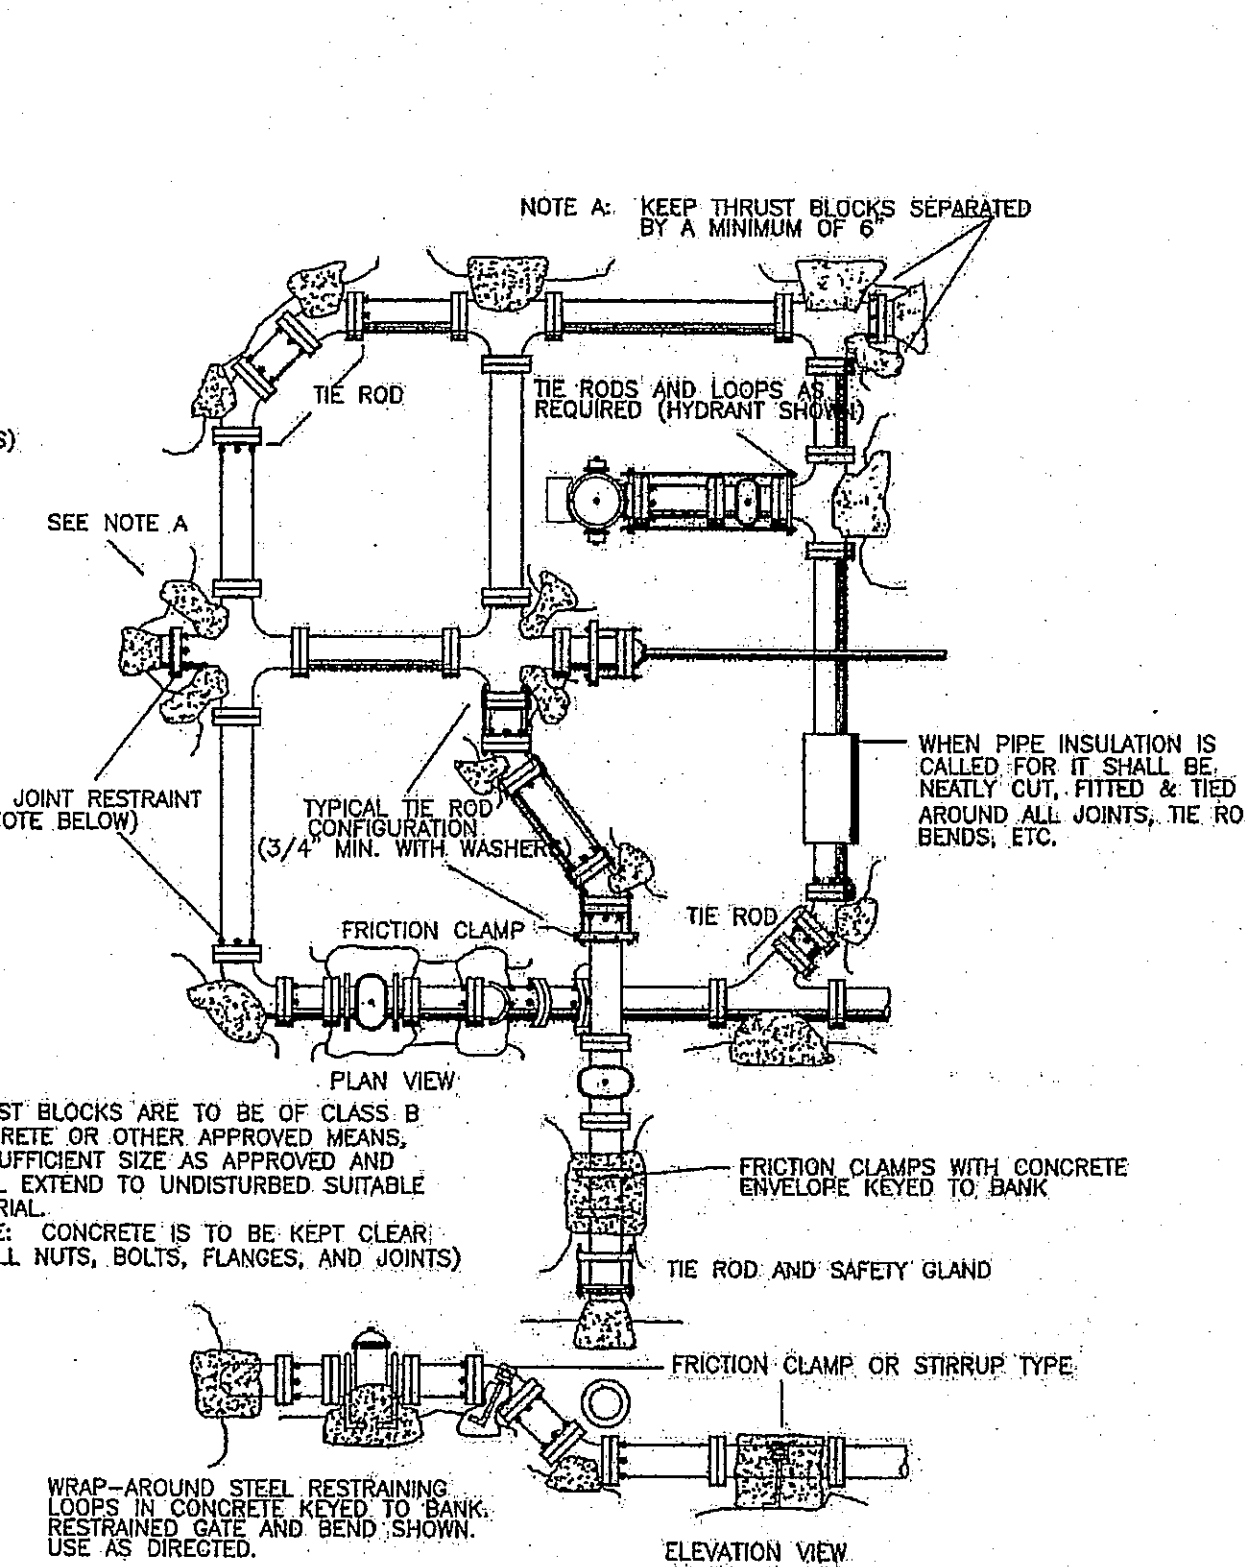 NOTE A: KEEP THRUST BLOCKS SEPARATED
BY A MINIMUM OF 6"
TIE ROD
TIE RODS AND LOOPS AS
REQUIRED (HYDRANT SHOWN)
S)
SEE NOTE A
WHEN PIPE INSULATION IS
CALLED FOR IT SHALL BE
NEATLY CUT, FITTED & TIED
AROUND ALL JOINTS, TIE RO
BENDS, ETC.
JOINT RESTRAINT
OTE BELOW)
TYPICAL TIE ROD
CONFIGURATION
(3/4" MIN. WITH WASHERS)
TIE ROD
FRICTION CLAMP
PLAN VIEW
ST BLOCKS ARE TO BE OF CLASS B
RETE OR OTHER APPROVED MEANS,
UFFICIENT SIZE AS APPROVED AND
L EXTEND TO UNDISTURBED SUITABLE
RIAL.
E: CONCRETE IS TO BE KEPT CLEAR
LL NUTS, BOLTS, FLANGES, AND JOINTS)
FRICTION CLAMPS WITH CONCRETE
ENVELOPE KEYED TO BANK
TIE ROD AND SAFETY GLAND
FRICTION CLAMP OR STIRRUP TYPE
WRAP-AROUND STEEL RESTRAINING
LOOPS IN CONCRETE KEYED TO BANK.
RESTRAINED GATE AND BEND SHOWN.
USE AS DIRECTED.
ELEVATION VIEW